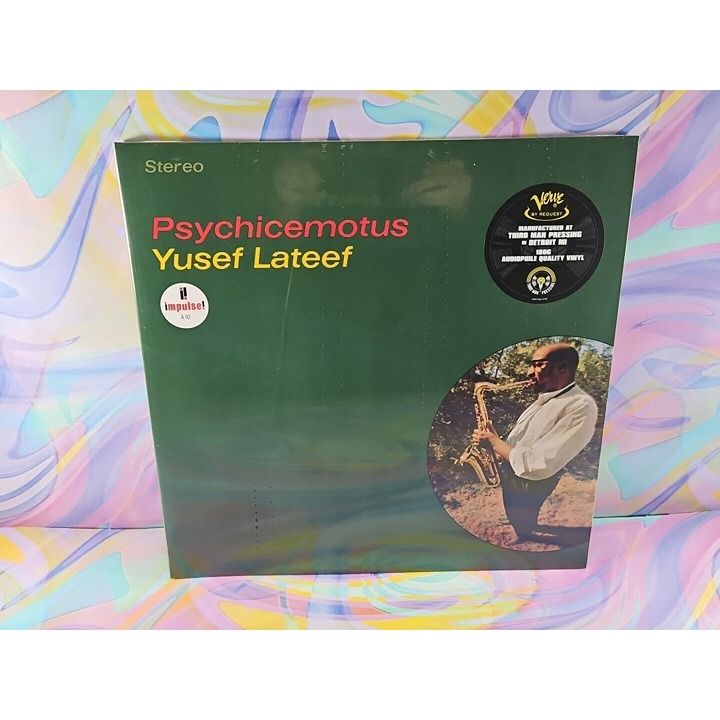 Stereo
Psychicemotus
Yusef Lateef
i!
impulse!
A-92
Verve
BY REQUEST
MANUFACTURED AT
THIRD MAN PRESSING
IN DETROIT MI
180G
AUDIOPHILE QUALITY VINYL